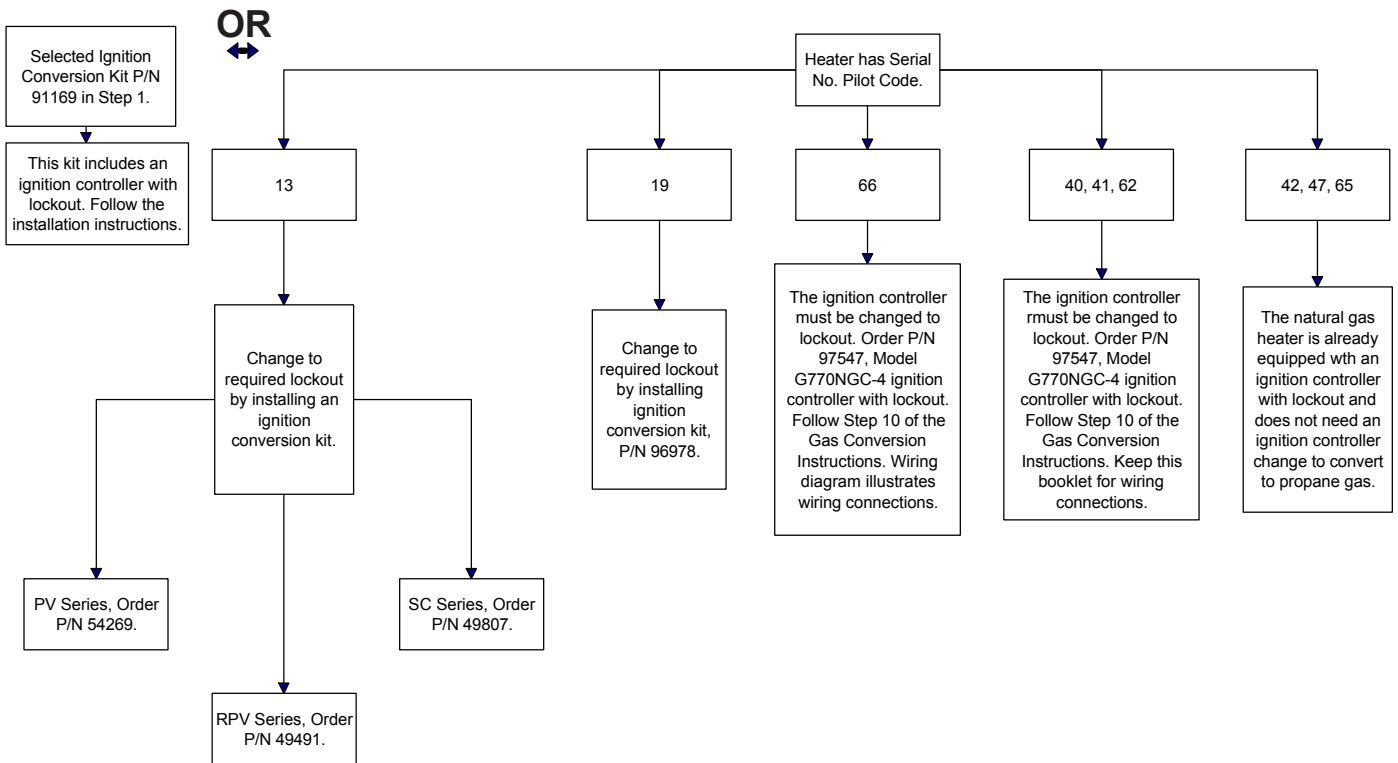 OR
Selected Ignition
Conversion Kit P/N
91169 in Step 1.
This kit includes an
ignition controller with
lockout. Follow the
installation instructions.
Heater has Serial
No. Pilot Code.
13
19
66
40, 41, 62
42, 47, 65
Change to
required lockout
by installing an
ignition
conversion kit.
Change to
required lockout
by installing
ignition
conversion kit,
P/N 96978.
The ignition controller
must be changed to
lockout. Order P/N
97547, Model
G770NGC-4 ignition
controller with lockout.
Follow Step 10 of the
Gas Conversion
Instructions. Wiring
diagram illustrates
wiring connections.
The ignition controller
rmust be changed to
lockout. Order P/N
97547, Model
G770NGC-4 ignition
controller with lockout.
Follow Step 10 of the
Gas Conversion
Instructions. Keep this
booklet for wiring
connections.
The natural gas
heater is already
equipped wth an
ignition controller
with lockout and
does not need an
ignition controller
change to convert
to propane gas.
PV Series, Order
P/N 54269.
SC Series, Order
P/N 49807.
RPV Series, Order
P/N 49491.